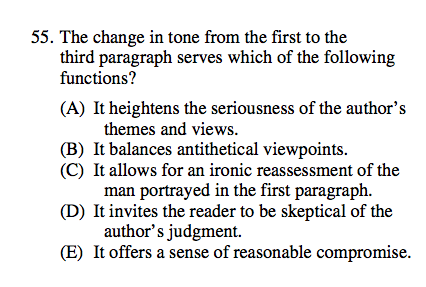 55. The change in tone from the first to the
third paragraph serves which of the following
functions?
(A) It heightens the seriousness of the author's
themes and views.
(B) It balances antithetical viewpoints.
(C) It allows for an ironic reassessment of the
man portrayed in the first paragraph.
(D) It invites the reader to be skeptical of the
author's judgment.
(E) It offers a sense of reasonable compromise.